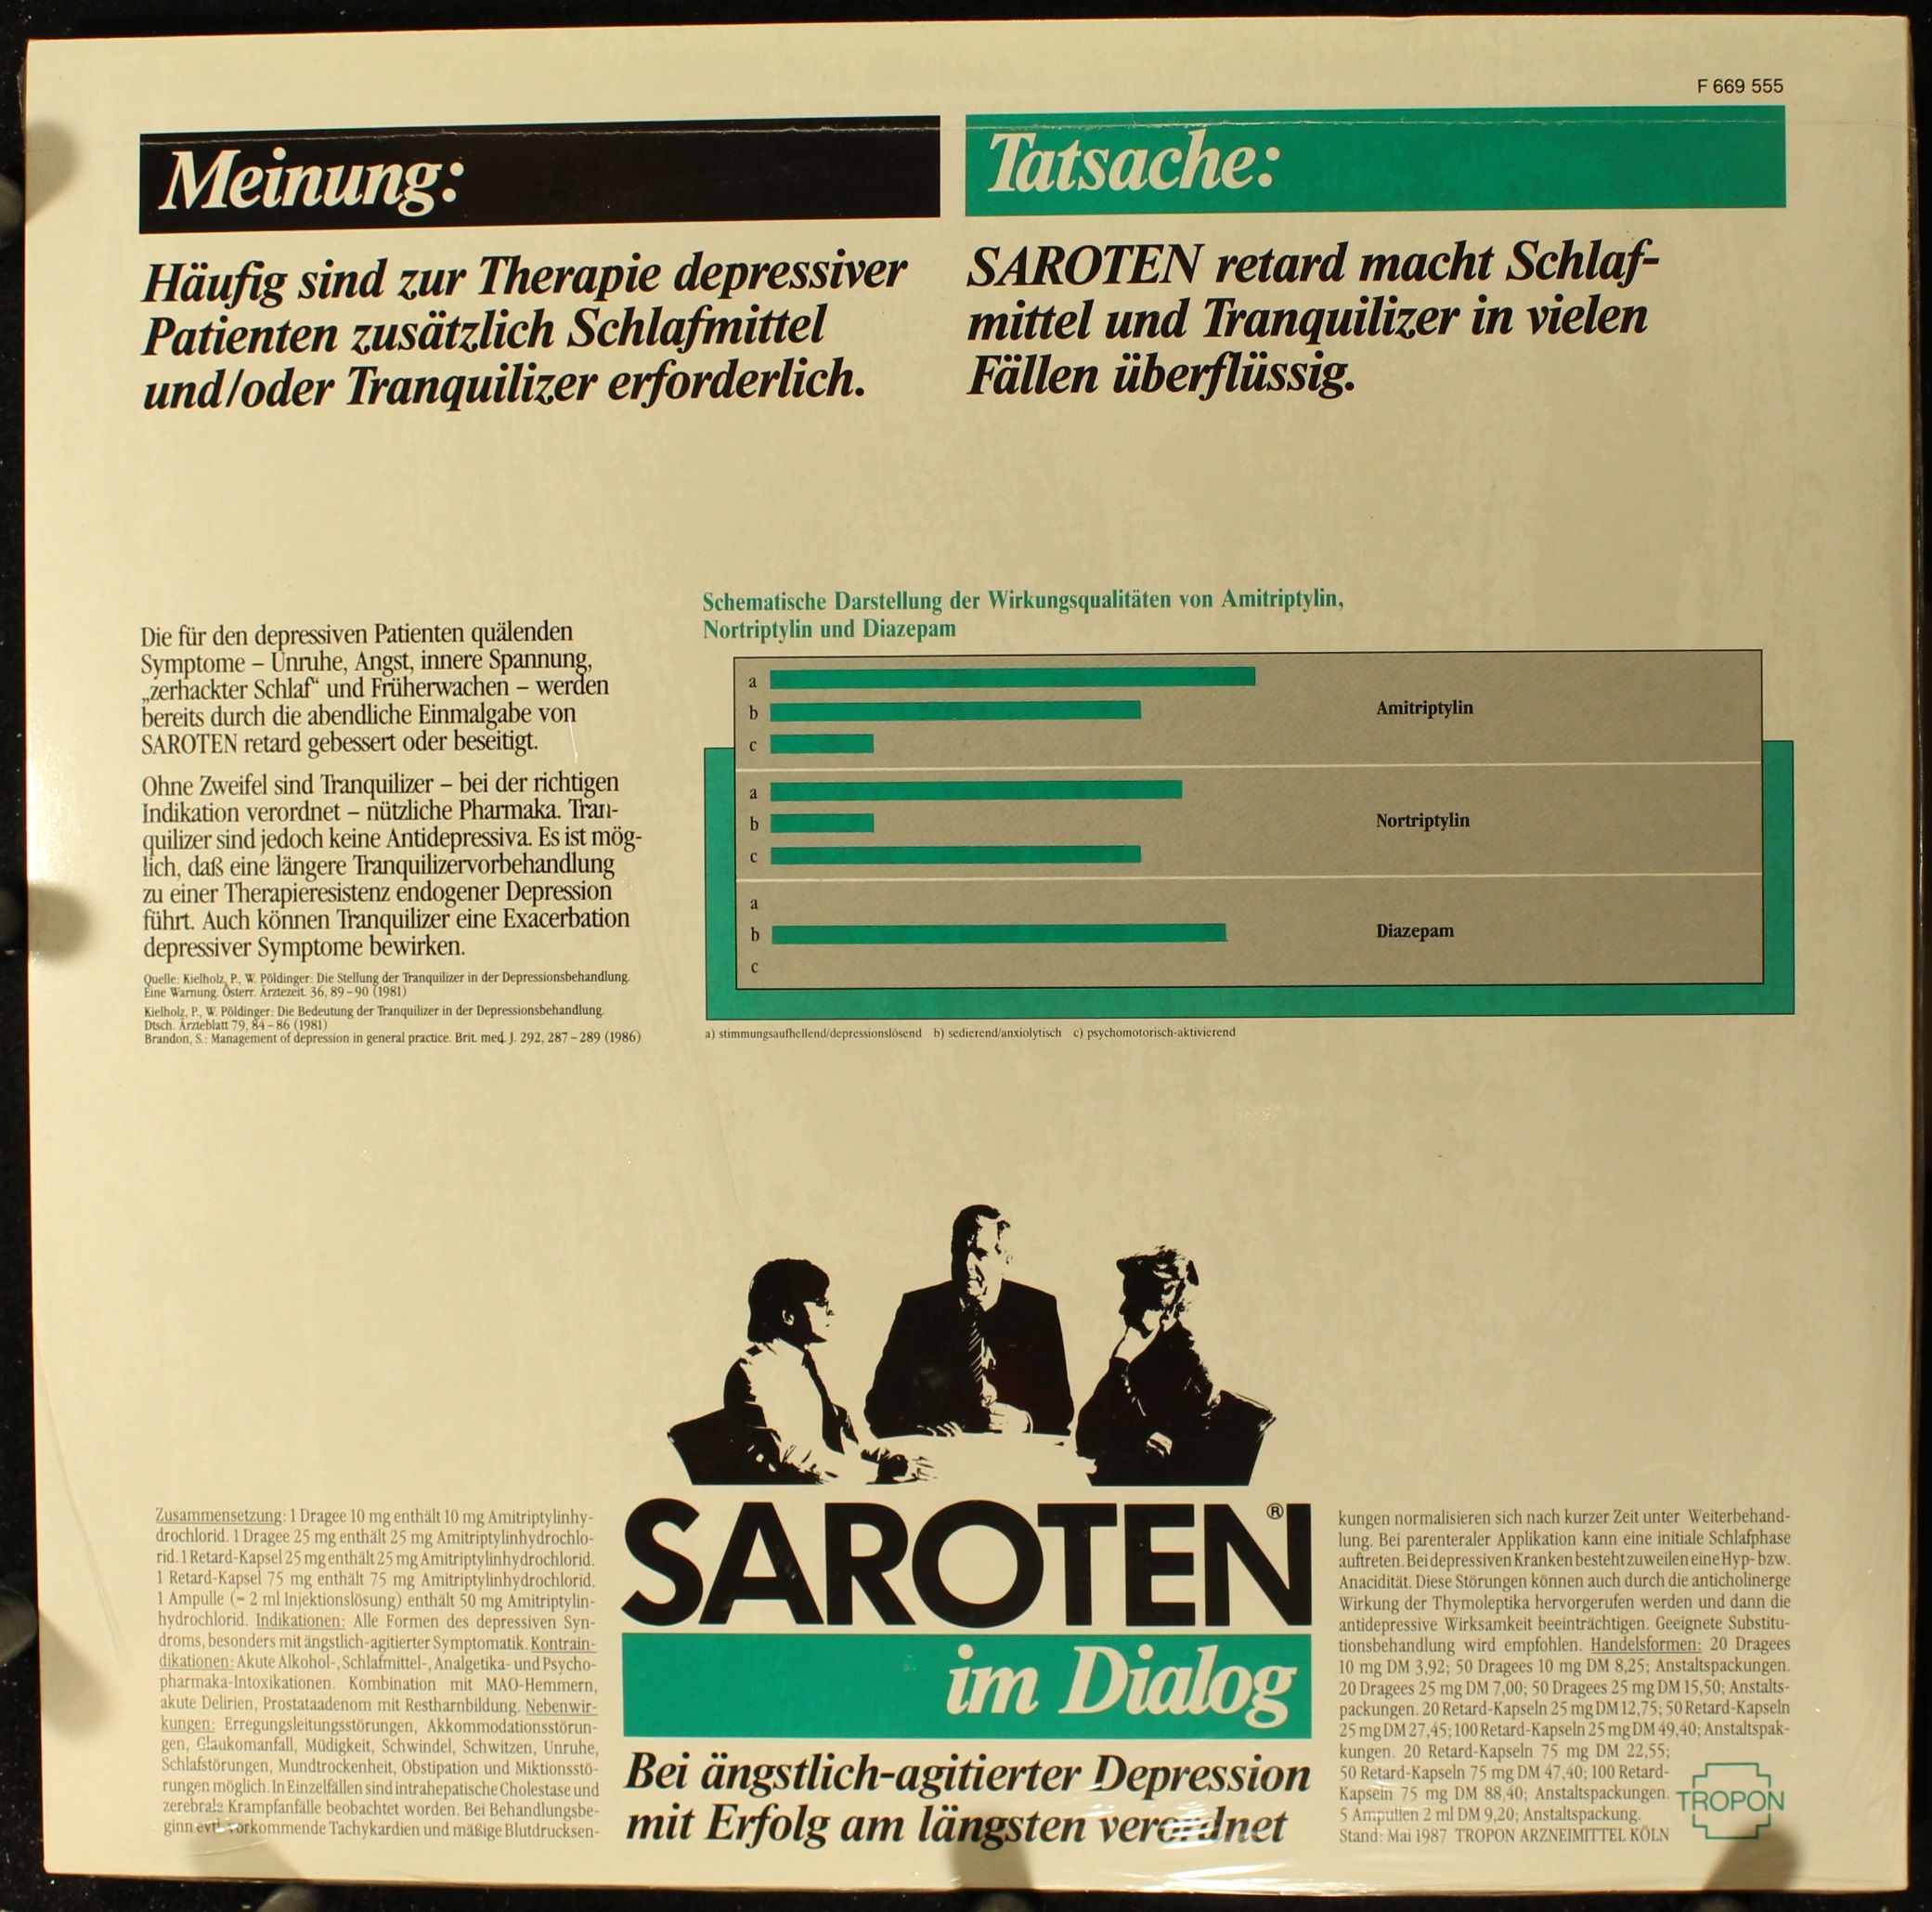 F 669 555
Meinung:
Häufig sind zur Therapie depressiver
Patienten zusätzlich Schlafmittel
und/oder Tranquilizer erforderlich.
Tatsache:
SAROTEN retard macht Schlaf-
mittel und Tranquilizer in vielen
Fällen überflüssig.
Die für den depressiven Patienten quälenden
Symptome – Unruhe, Angst, innere Spannung,
„zerhackter Schlaf“ und Früherwachen – werden
bereits durch die abendliche Einmalgabe von
SAROTEN retard gebessert oder beseitigt.
Ohne Zweifel sind Tranquilizer – bei der richtigen
Indikation verordnet – nützliche Pharmaka. Tran-
quilizer sind jedoch keine Antidepressiva. Es ist mög-
lich, daß eine längere Tranquilizervorbehandlung
zu einer Therapieresistenz endogener Depression
führt. Auch können Tranquilizer eine Exacerbation
depressiver Symptome bewirken.
Quelle: Kielholz, P., W. Pöldinger: Die Stellung der Tranquilizer in der Depressionsbehandlung.
Eine Warnung. Österr. Ärztezeit. 36, 89–90 (1981)
Kielholz, P., W. Pöldinger: Die Bedeutung der Tranquilizer in der Depressionsbehandlung.
Dtsch. Ärzteblatt 79, 84–86 (1981)
Brandon, S.: Management of depression in general practice. Brit. med. J. 292, 287–289 (1986)
Schematische Darstellung der Wirkungsqualitäten von Amitriptylin,
Nortriptylin und Diazepam
a
b Amitriptylin
c
a
b Nortriptylin
c
a
b Diazepam
c
a) stimmungsaufhellend/depressionslösend b) sedierend/anxiolytisch c) psychomotorisch-aktivierend
SAROTEN®
im Dialog
Bei ängstlich-agitierter Depression
mit Erfolg am längsten verordnet
Zusammensetzung: 1 Dragee 10 mg enthält 10 mg Amitriptylinhy-
drochlorid. 1 Dragee 25 mg enthält 25 mg Amitriptylinhydrochlo-
rid. 1 Retard-Kapsel 25 mg enthält 25 mg Amitriptylinhydrochlorid.
1 Retard-Kapsel 75 mg enthält 75 mg Amitriptylinhydrochlorid.
1 Ampulle (= 2 ml Injektionslösung) enthält 50 mg Amitriptylin-
hydrochlorid. Indikationen: Alle Formen des depressiven Syn-
droms, besonders mit ängstlich-agitierter Symptomatik. Kontrain-
dikationen: Akute Alkohol-, Schlafmittel-, Analgetika- und Psycho-
pharmaka-Intoxikationen. Kombination mit MAO-Hemmern,
akute Delirien, Prostataadenom mit Restharnbildung. Nebenwir-
kungen: Erregungsleitungsstörungen, Akkommodationsstörun-
gen, Glaukomanfall, Müdigkeit, Schwindel, Schwitzen, Unruhe,
Schlafstörungen, Mundtrockenheit, Obstipation und Miktionsstö-
rungen möglich. In Einzelfällen sind intrahepatische Cholestase und
zerebrale Krampfanfälle beobachtet worden. Bei Behandlungsbe-
ginn evtl. vorkommende Tachykardien und mäßige Blutdrucksen-
kungen normalisieren sich nach kurzer Zeit unter Weiterbehand-
lung. Bei parenteraler Applikation kann eine initiale Schlafphase
auftreten. Bei depressiven Kranken besteht zuweilen eine Hyp- bzw.
Anacidität. Diese Störungen können auch durch die anticholinerge
Wirkung der Thymoleptika hervorgerufen werden und dann die
antidepressive Wirksamkeit beeinträchtigen. Geeignete Substitu-
tionsbehandlung wird empfohlen. Handelsformen: 20 Dragees
10 mg DM 3,92; 50 Dragees 10 mg DM 8,25; Anstaltspackungen.
20 Dragees 25 mg DM 7,00; 50 Dragees 25 mg DM 15,50; Anstalts-
packungen. 20 Retard-Kapseln 25 mg DM 12,75; 50 Retard-Kapseln
25 mg DM 27,45; 100 Retard-Kapseln 25 mg DM 49,40; Anstaltspak-
kungen. 20 Retard-Kapseln 75 mg DM 22,55;
50 Retard-Kapseln 75 mg DM 47,40; 100 Retard-
Kapseln 75 mg DM 88,40; Anstaltspackungen.
5 Ampullen 2 ml DM 9,20; Anstaltspackung.
Stand: Mai 1987 TROPON ARZNEIMITTEL KÖLN
TROPON